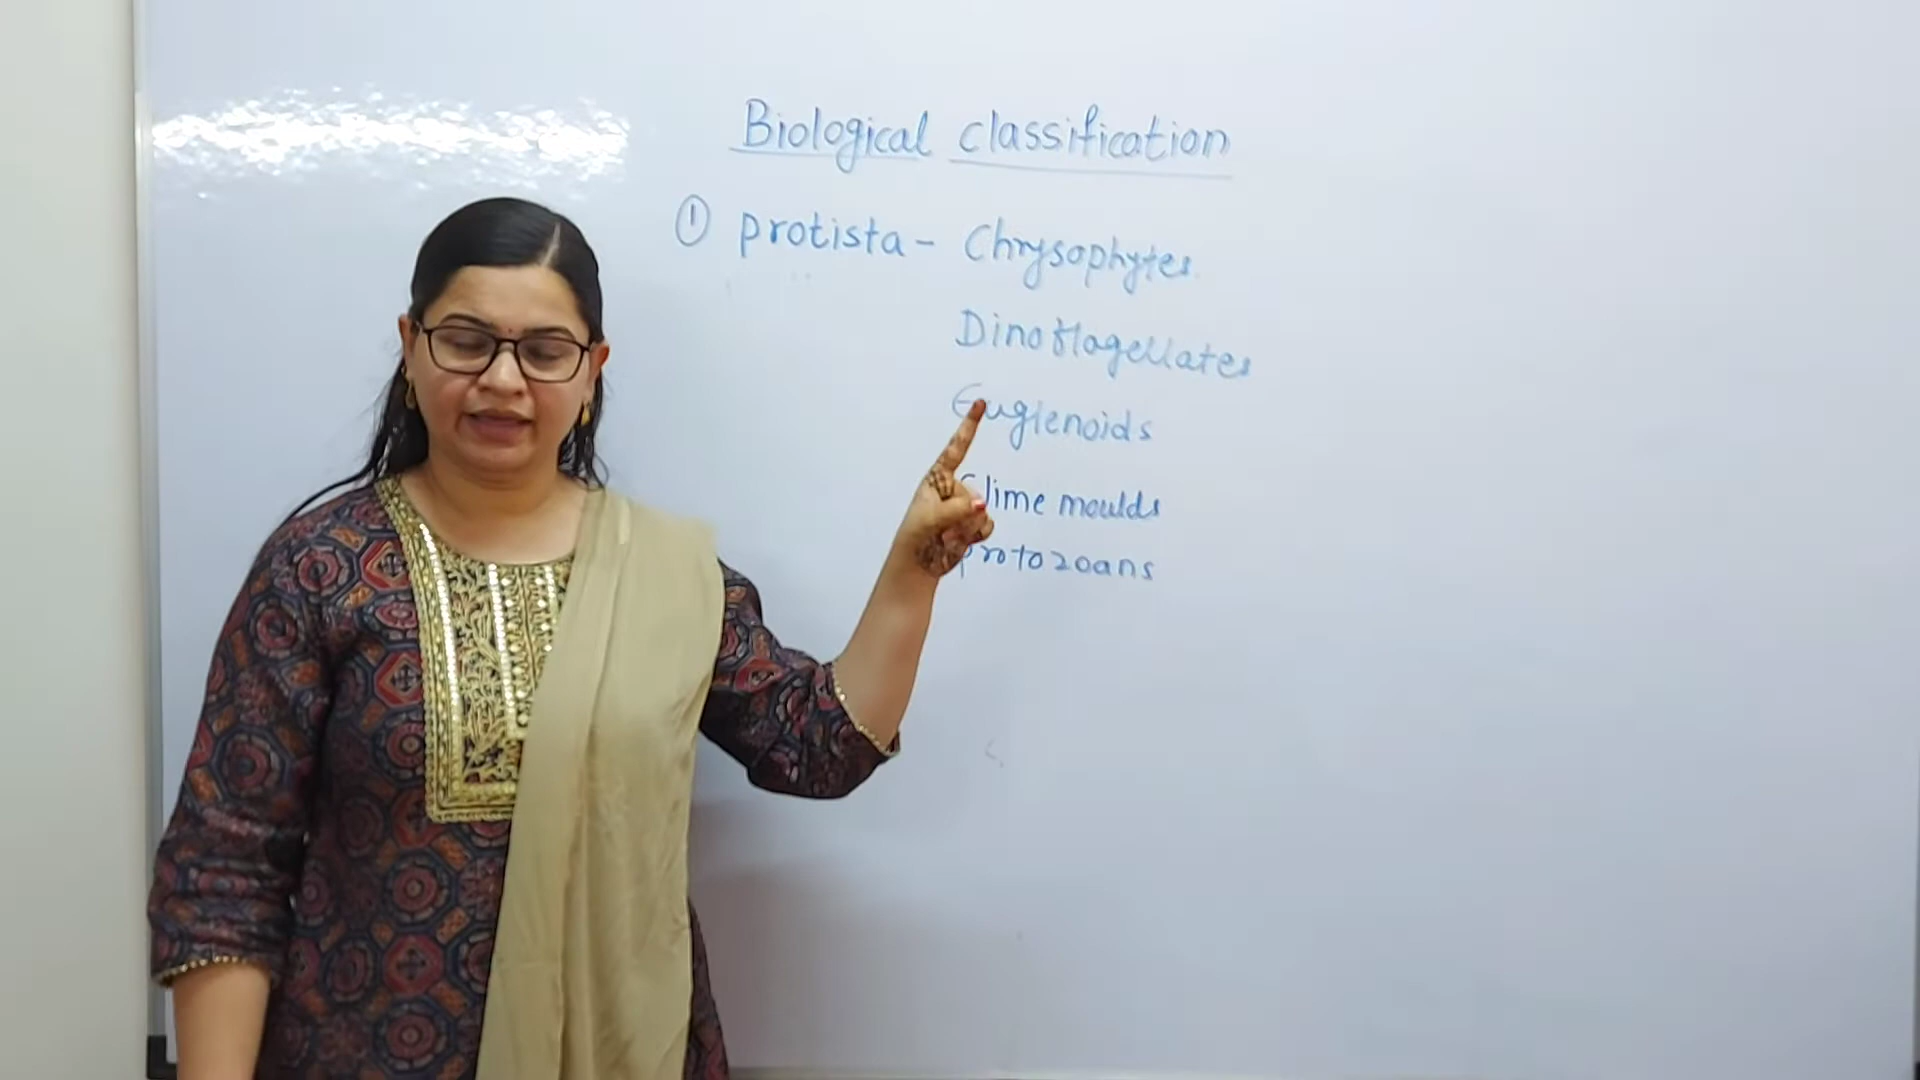 Biological classification
① protista - Chrysophytes
Dinoflagellates
Euglenoids
Slime moulds
protozoans